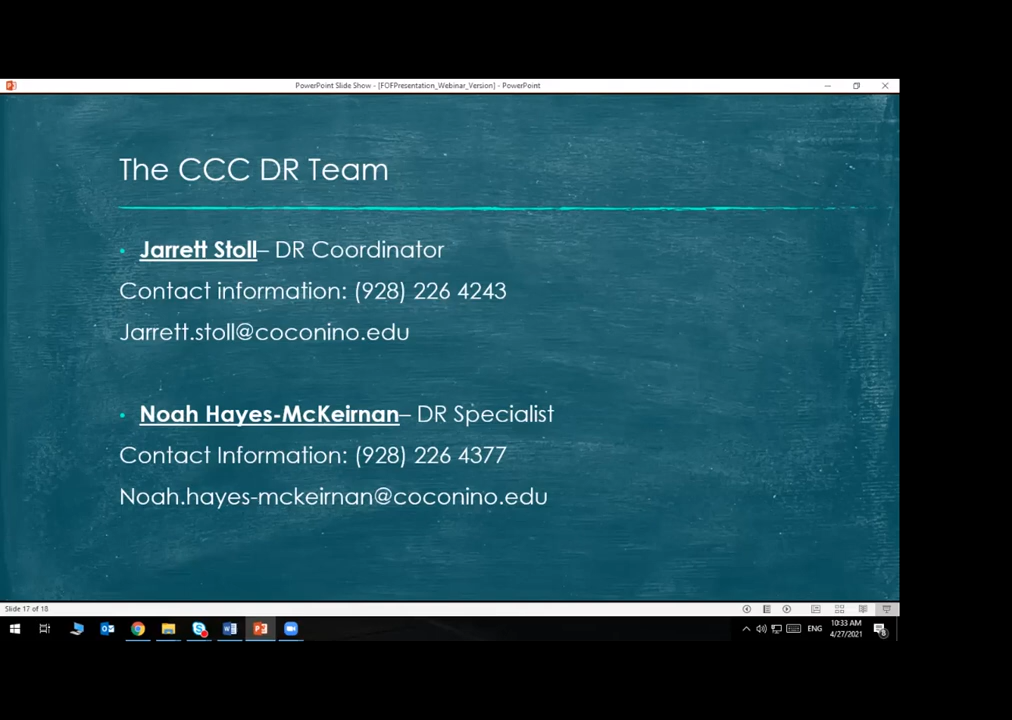 PowerPoint Slide Show - [FOFPresentation_Webinar_Version] - PowerPoint
The CCC DR Team
• Jarrett Stoll– DR Coordinator
Contact information: (928) 226 4243
Jarrett.stoll@coconino.edu
• Noah Hayes-McKeirnan– DR Specialist
Contact Information: (928) 226 4377
Noah.hayes-mckeirnan@coconino.edu
Slide 17 of 18
ENG
10:33 AM
4/27/2021